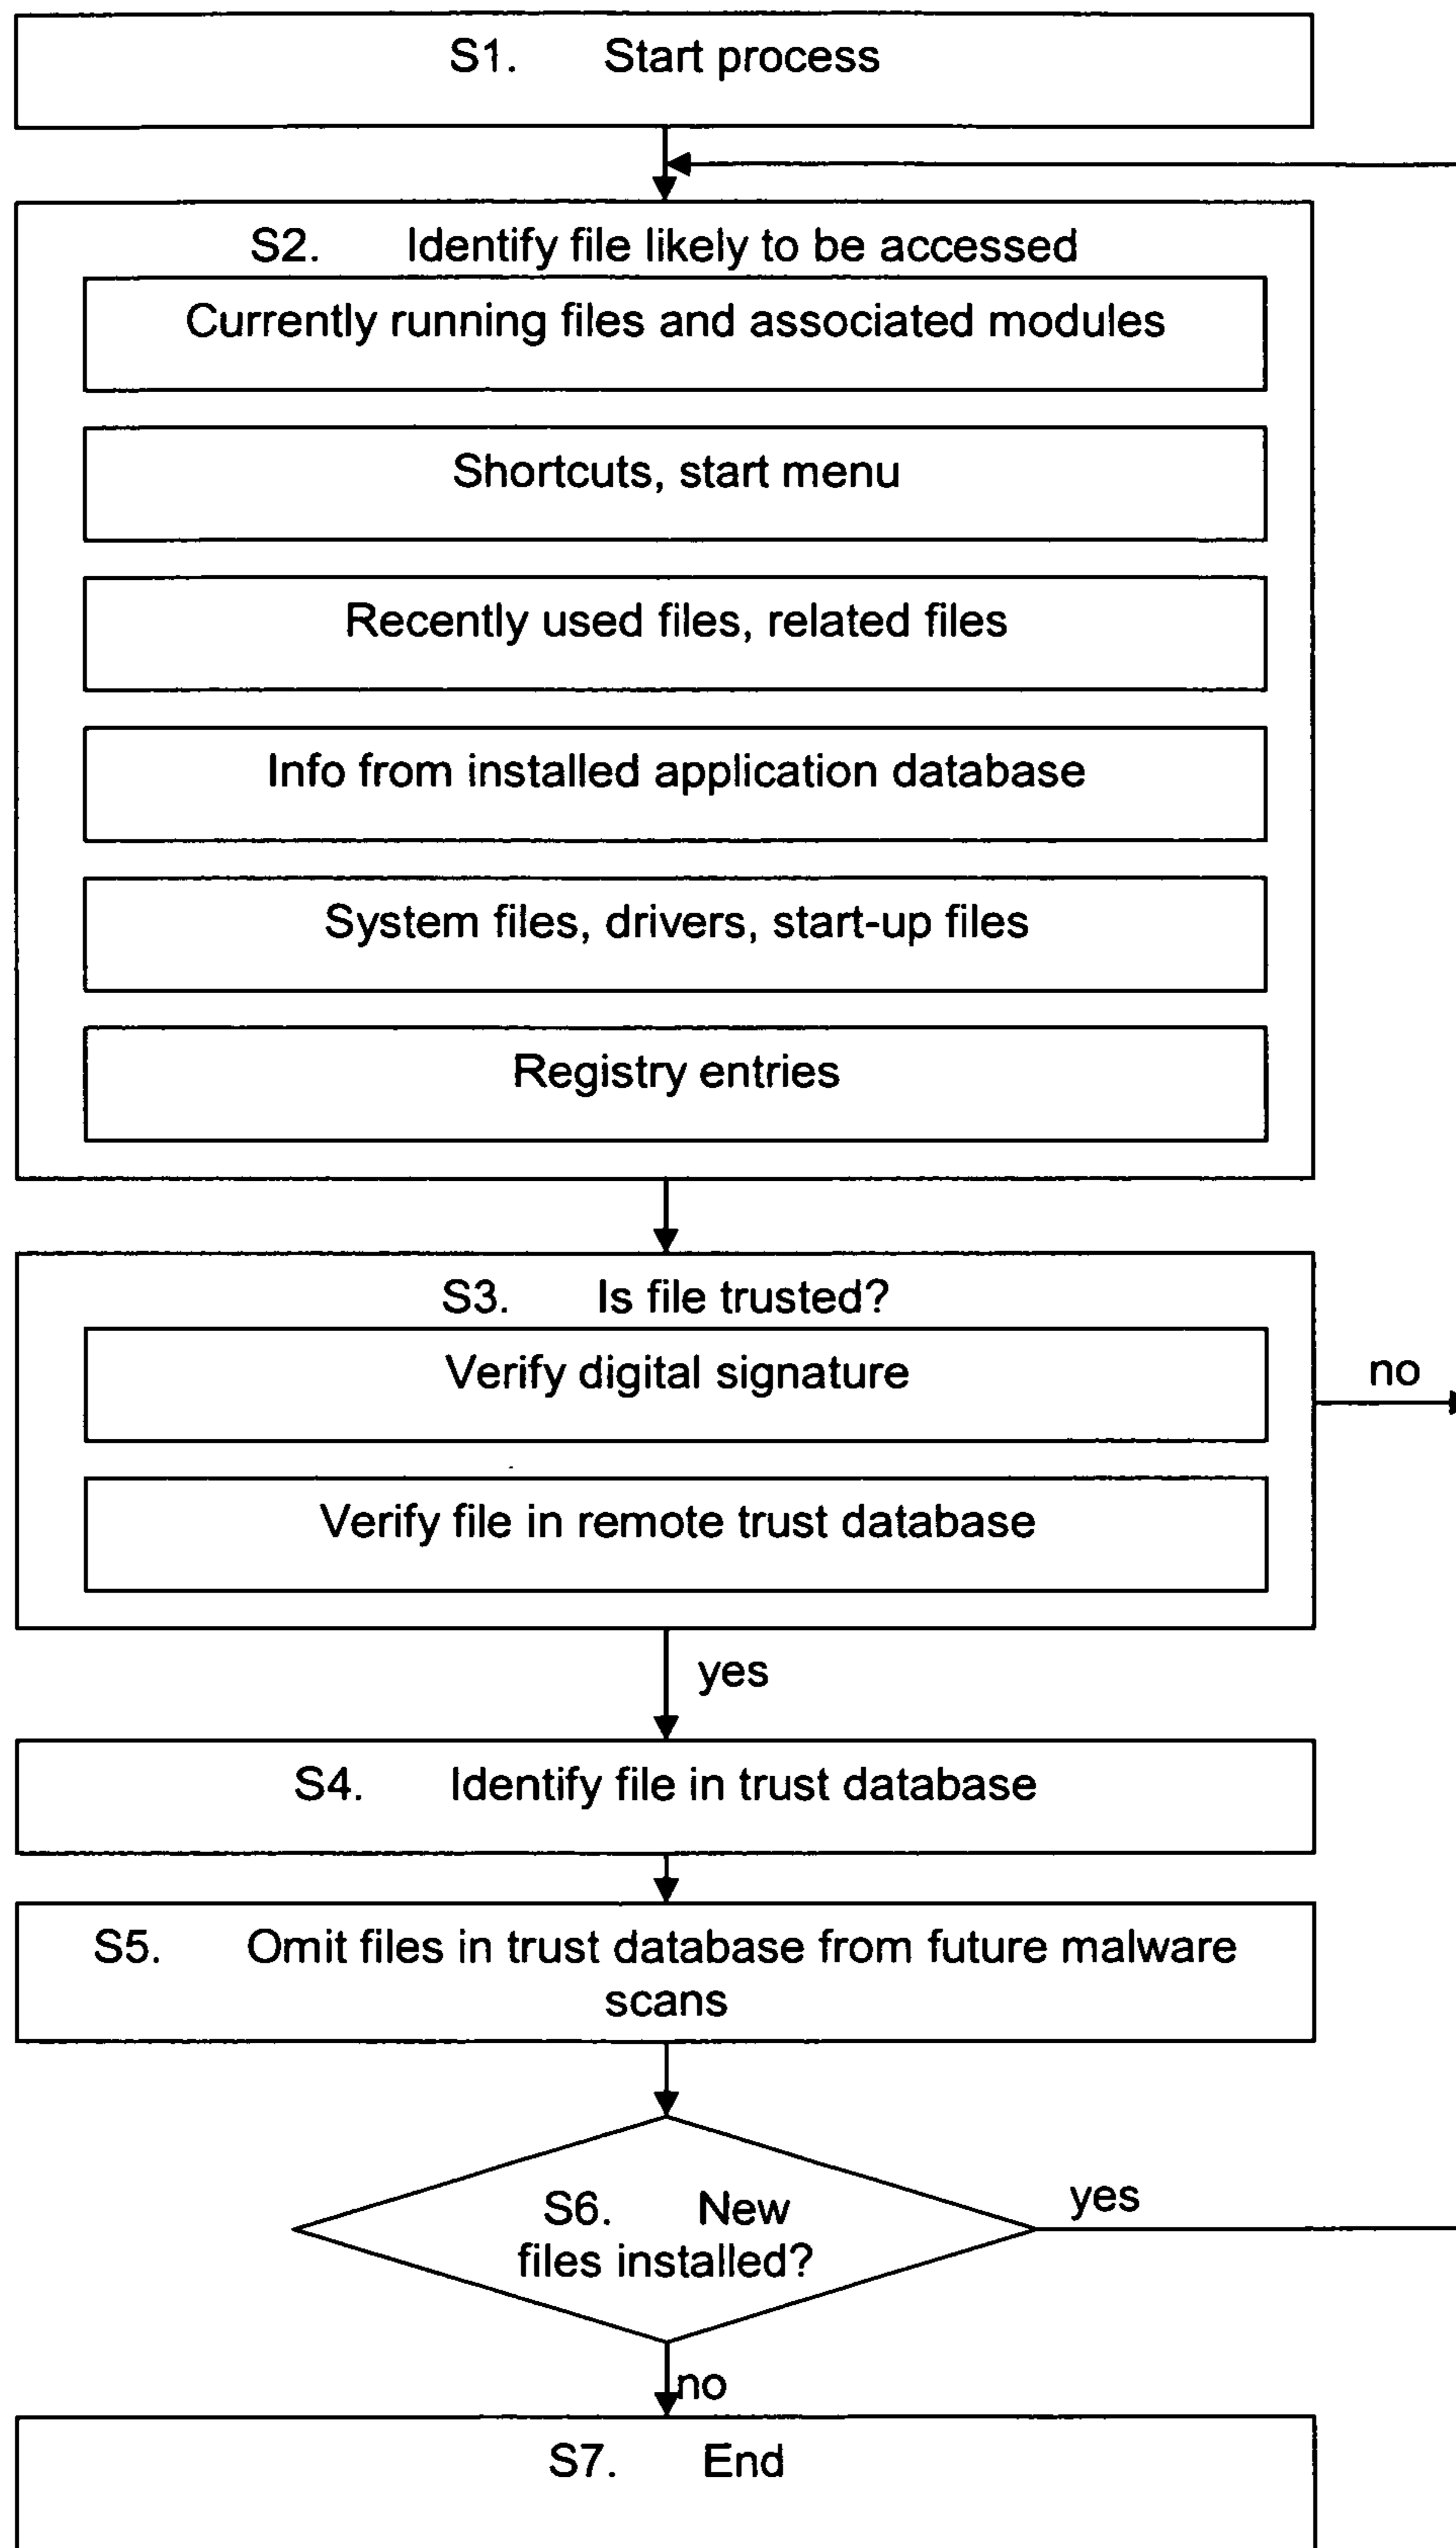 S1. Start process
S2. Identify file likely to be accessed
Currently running files and associated modules
Shortcuts, start menu
Recently used files, related files
Info from installed application database
System files, drivers, start-up files
Registry entries
S3. Is file trusted?
Verify digital signature
no
Verify file in remote trust database
yes
S4. Identify file in trust database
S5. Omit files in trust database from future malware
scans
yes
S6. New
files installed?
no
S7. End